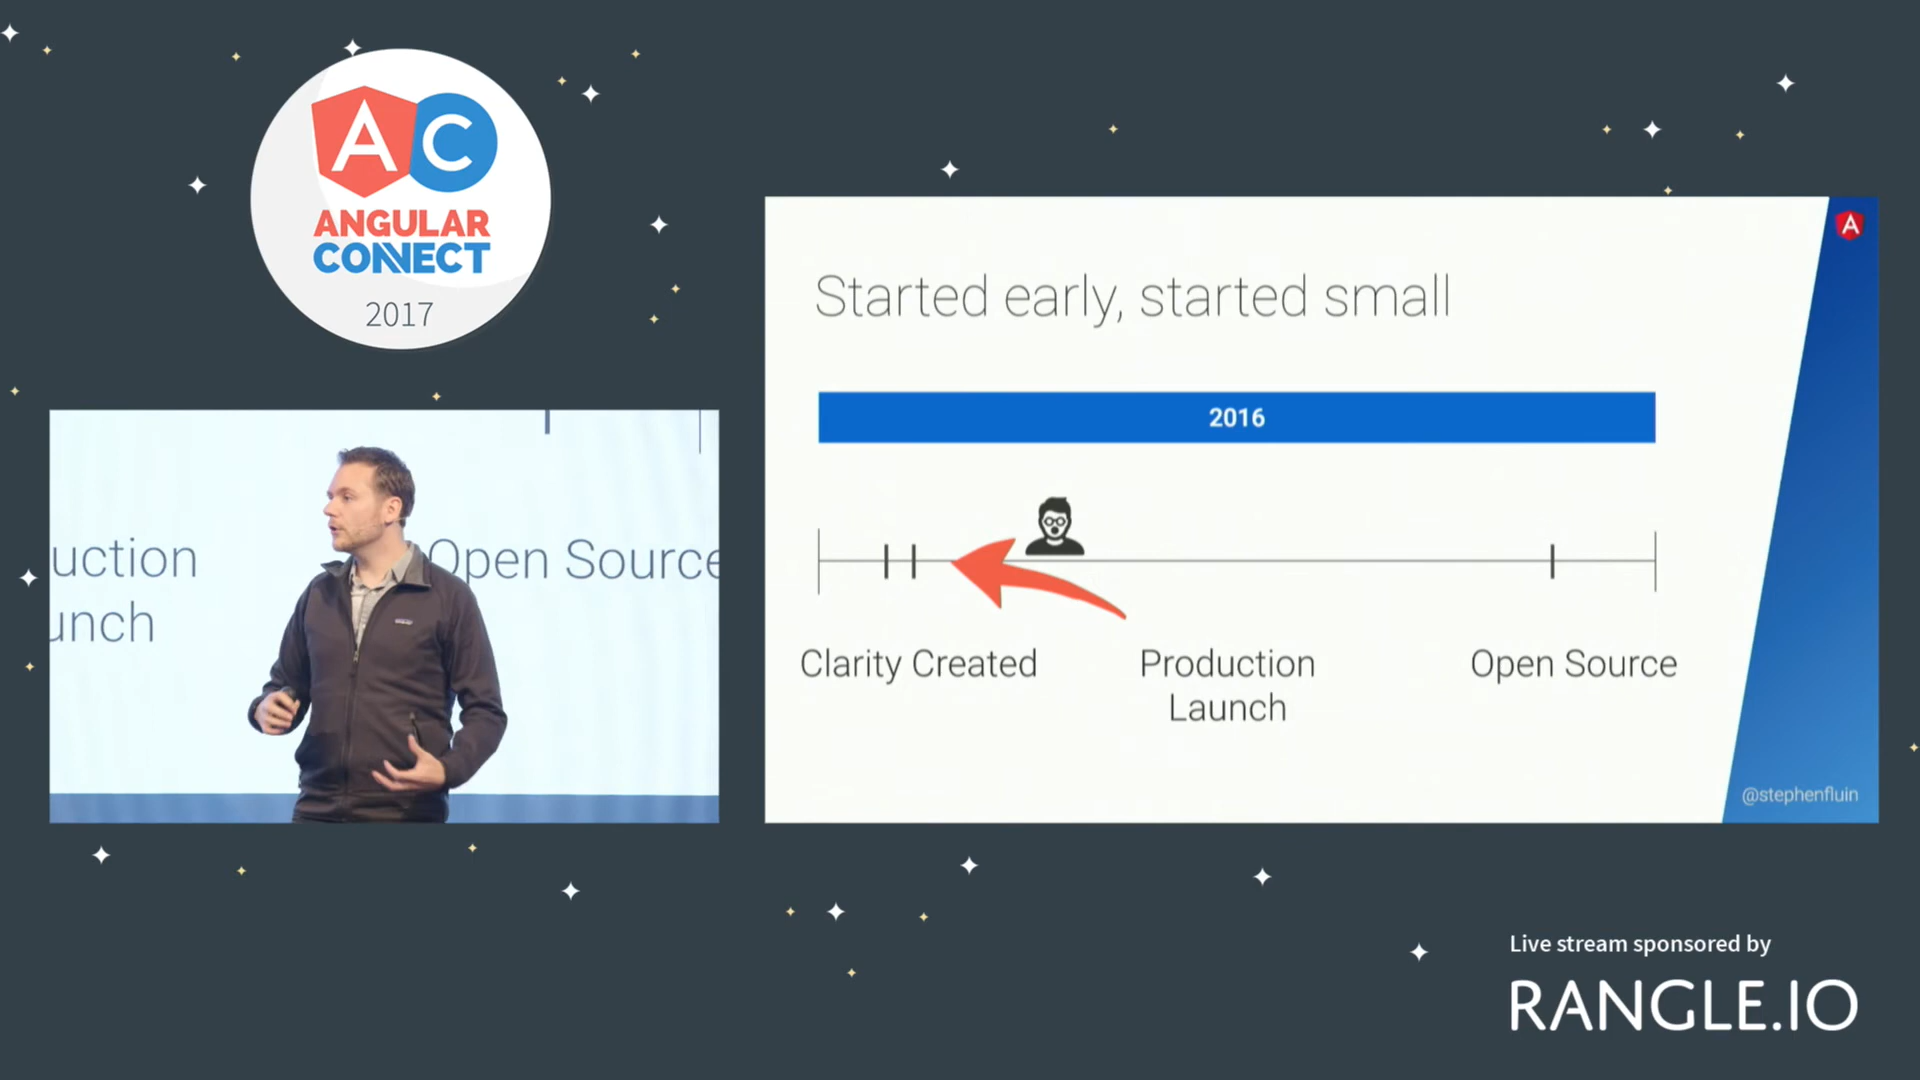 AC
ANGULAR
CONNECT
2017
uction
unch
Open Source
Started early, started small
2016
Clarity Created
Production
Launch
Open Source
A
@stephenfluin
Live stream sponsored by
RANGLE.IO